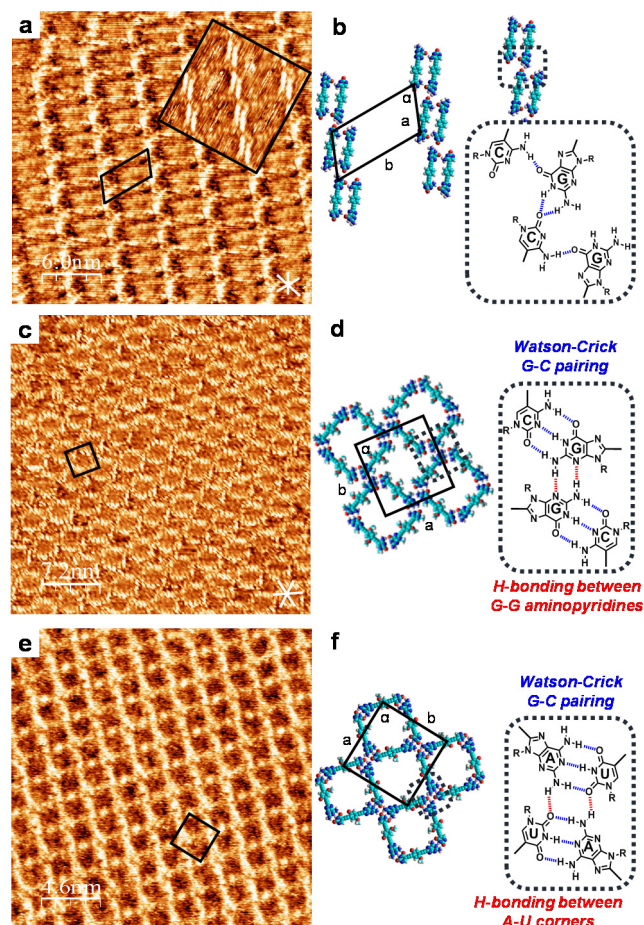 a
6.0nm
b
α
a
b
C
N
N
H
H
O
R
O
N
N
G
N
N
R
H
N
H
O
R
N
C
N
N
H
H
O
H
N
G
N
N
H
H
N
N
R
c
7.2nm
d
α
b
a
Watson-Crick
G-C pairing
C
G
G
C
H-bonding between
G-G aminopyridines
e
4.6nm
f
a
α
b
Watson-Crick
G-C pairing
A
U
U
A
H-bonding between
A-U corners